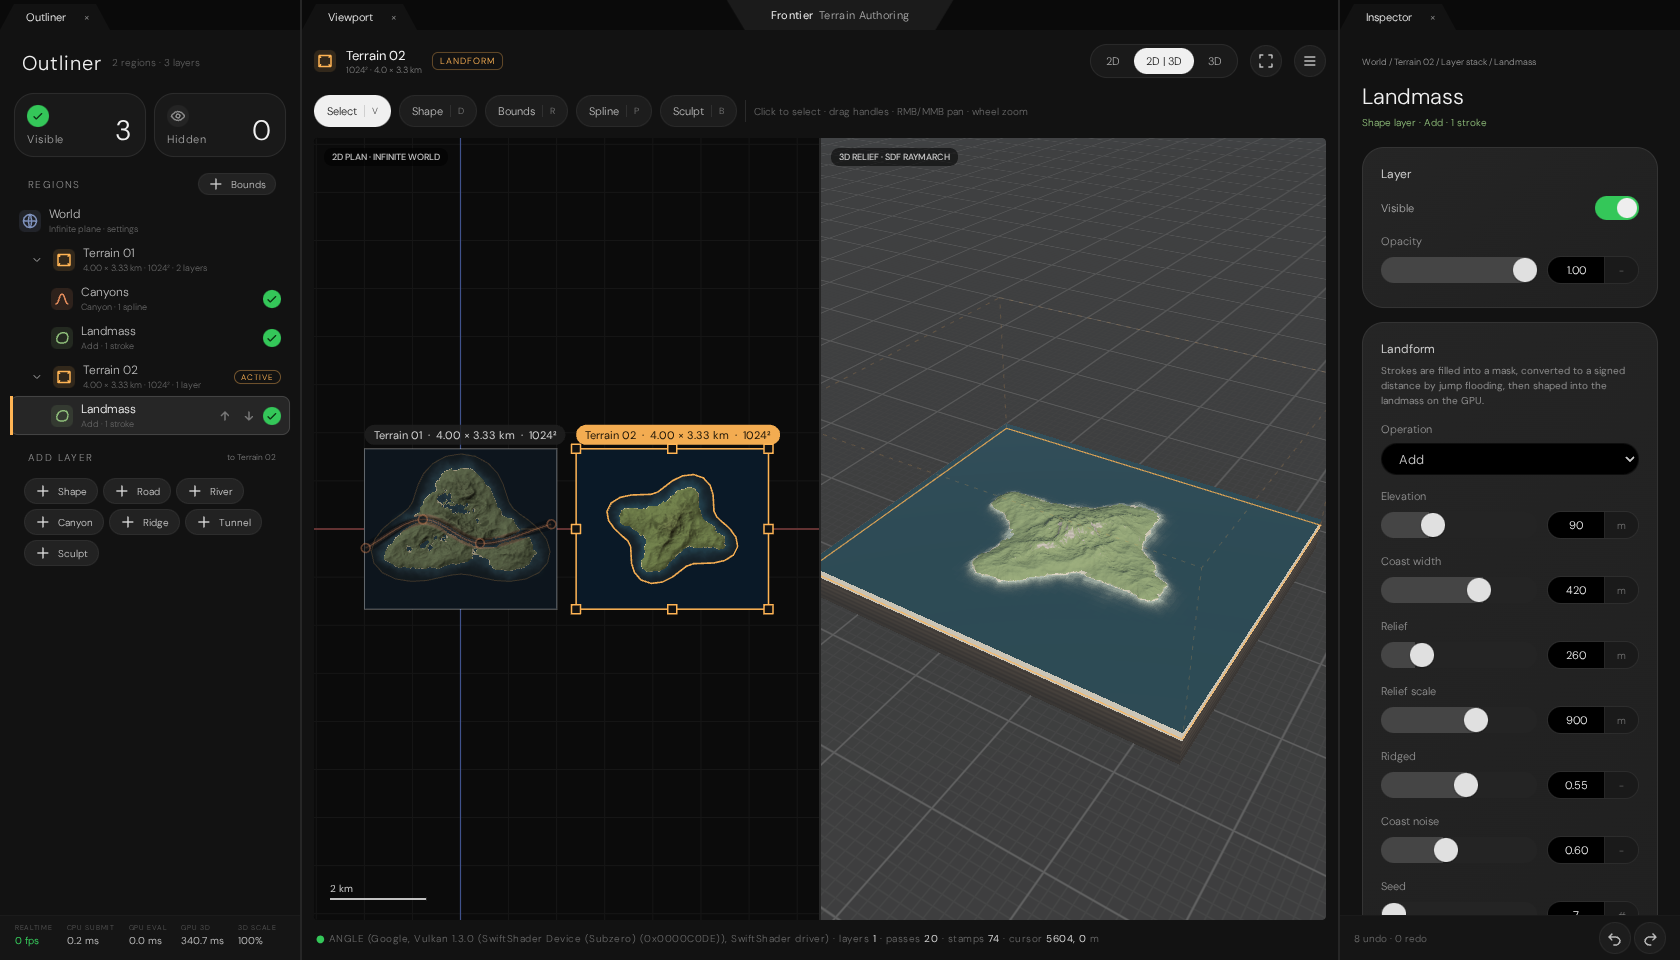 Outliner ×
Viewport ×
Frontier Terrain Authoring
Inspector ×
Outliner 2 regions · 3 layers
Visible 3
Hidden 0
REGIONS
Bounds
World
Infinite plane · settings
Terrain 01
4.00 × 3.33 km · 1024² · 2 layers
Canyons
Canyon · 1 spline
Landmass
Add · 1 stroke
Terrain 02
4.00 × 3.33 km · 1024² · 1 layer
ACTIVE
Landmass
Add · 1 stroke
ADD LAYER
to Terrain 02
Shape
Road
River
Canyon
Ridge
Tunnel
Sculpt
REALTIME
0 fps
CPU SUBMIT
0.2 ms
GPU EVAL
0.0 ms
GPU 3D
340.7 ms
3D SCALE
100%
Terrain 02
1024² · 4.0 × 3.3 km
LANDFORM
2D
2D | 3D
3D
Select V
Shape D
Bounds R
Spline P
Sculpt B
Click to select · drag handles · RMB/MMB pan · wheel zoom
2D PLAN · INFINITE WORLD
3D RELIEF · SDF RAYMARCH
Terrain 01 · 4.00 × 3.33 km · 1024²
Terrain 02 · 4.00 × 3.33 km · 1024²
2 km
ANGLE (Google, Vulkan 1.3.0 (SwiftShader Device (Subzero) (0x0000C0DE)), SwiftShader driver) · layers 1 · passes 20 · stamps 74 · cursor 5604, 0 m
World / Terrain 02 / Layer stack / Landmass
Landmass
Shape layer · Add · 1 stroke
Layer
Visible
Opacity
1.00 -
Landform
Strokes are filled into a mask, converted to a signed
distance by jump flooding, then shaped into the
landmass on the GPU.
Operation
Add
Elevation
90 m
Coast width
420 m
Relief
260 m
Relief scale
900 m
Ridged
0.55 -
Coast noise
0.60 -
Seed
7 #
8 undo · 0 redo